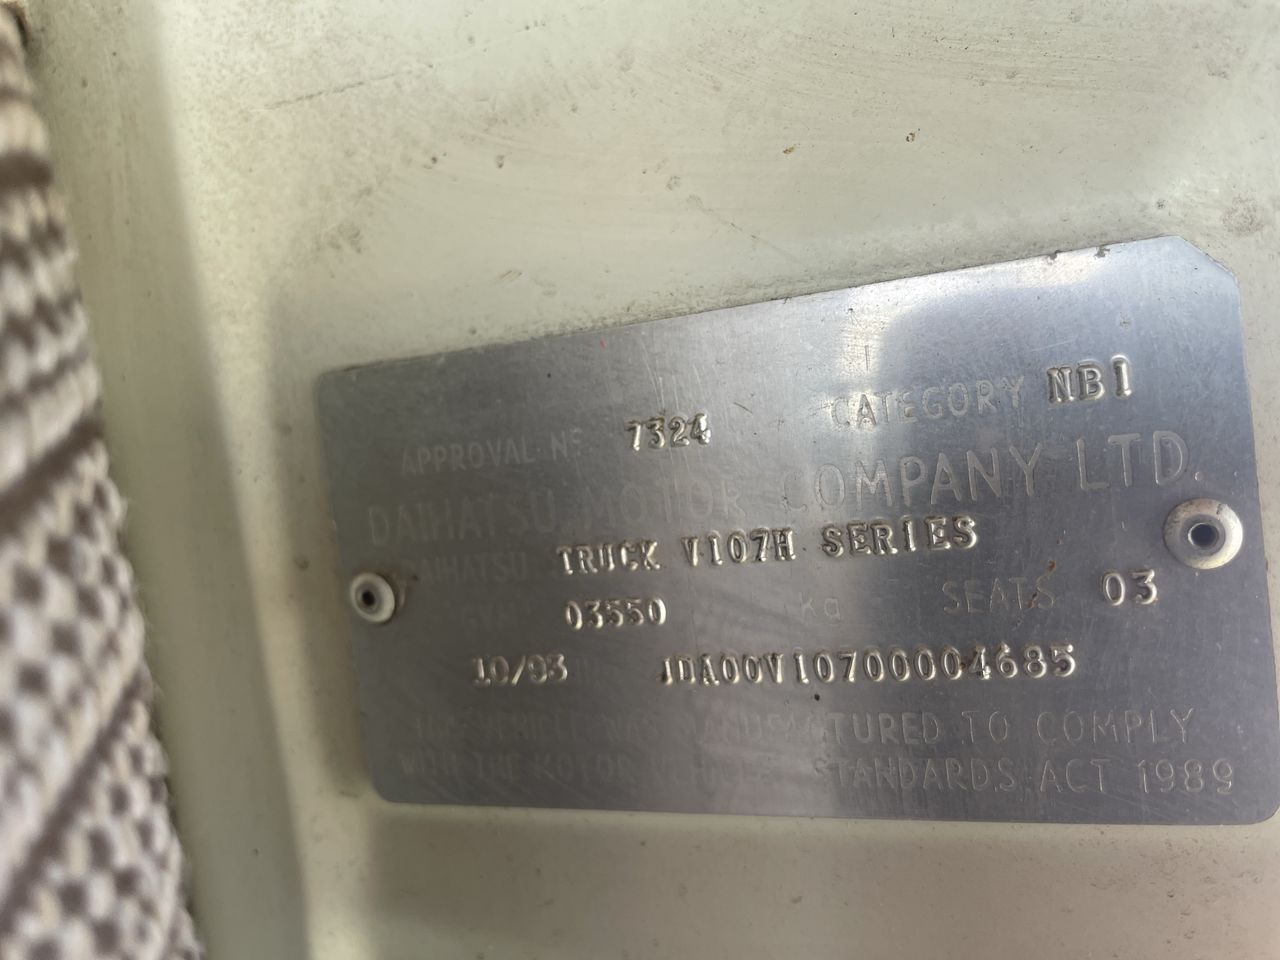 APPROVAL Nº 7324 CATEGORY NB1
DAIHATSU MOTOR COMPANY LTD.
DAIHATSU TRUCK V107H SERIES
GVM 03550 kg SEATS 03
10/93 JDA00V10700004685
THIS VEHICLE WAS MANUFACTURED TO COMPLY
WITH THE MOTOR VEHICLE STANDARDS ACT 1989